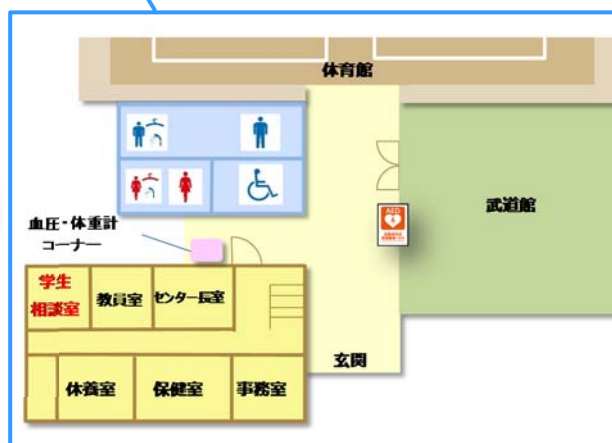 体育館
武道館
AED
血圧・体重計
コーナー
学生
相談室
教員室
センター長室
玄関
休養室
保健室
事務室